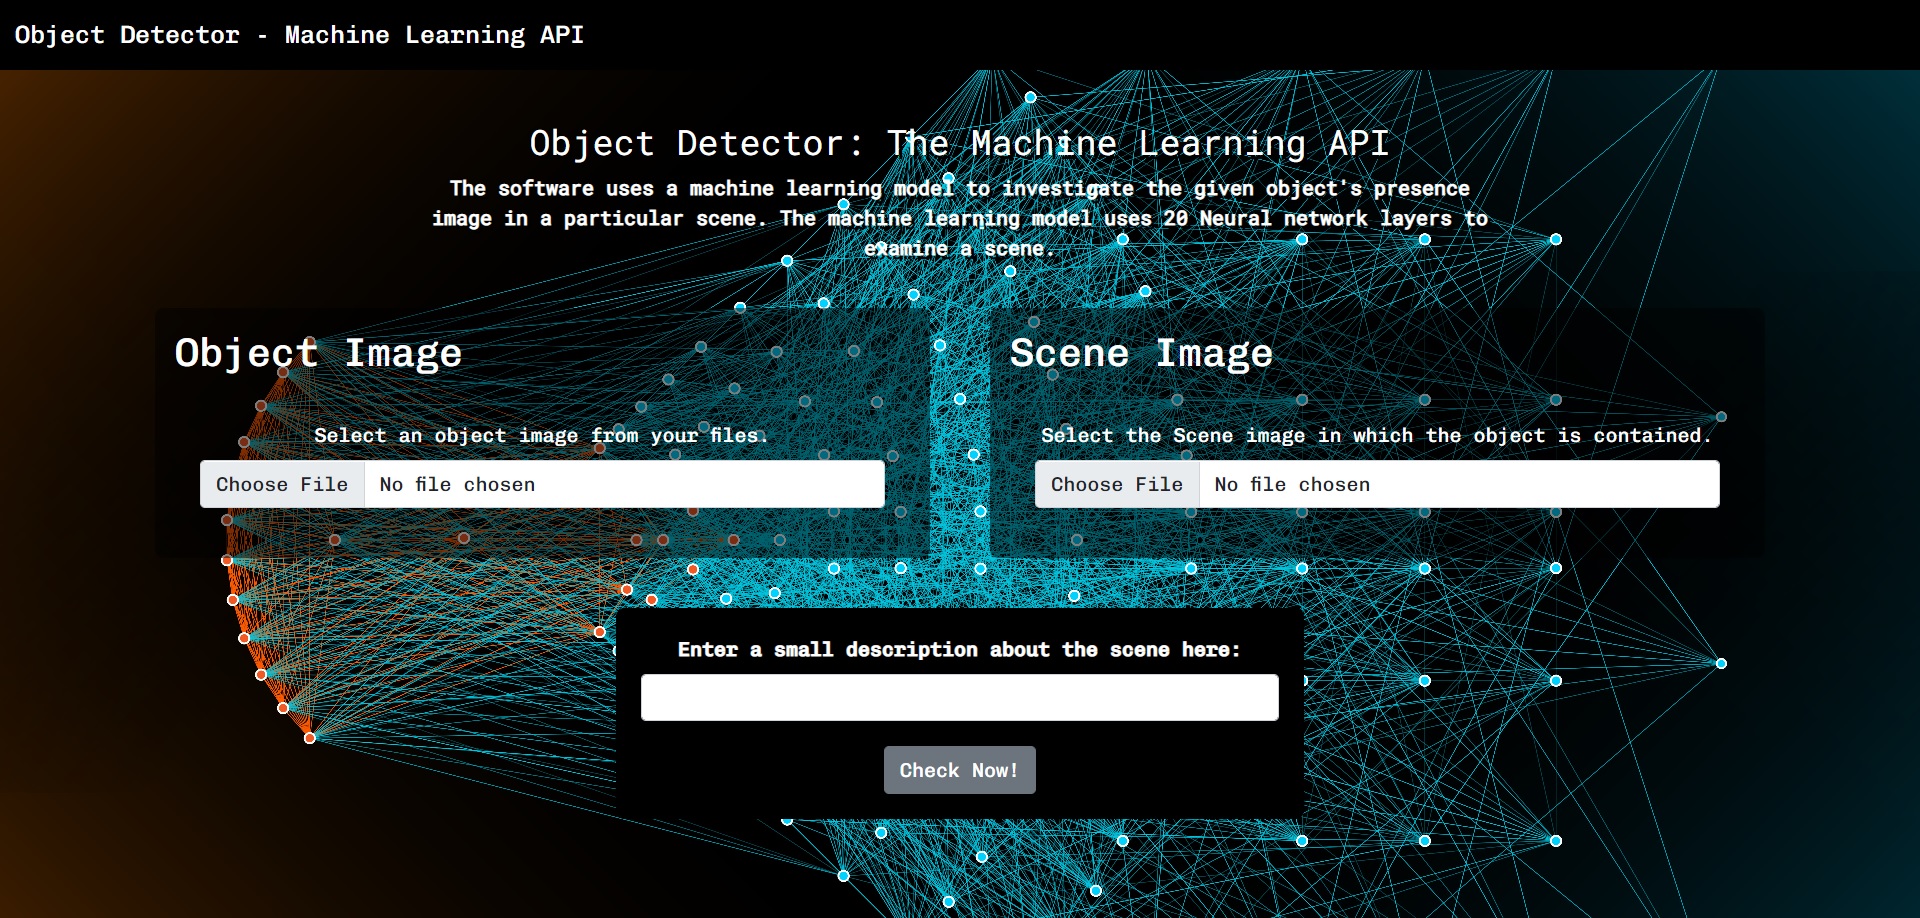 Object Detector - Machine Learning API
Object Detector: The Machine Learning API
The software uses a machine learning model to investigate the given object's presence
image in a particular scene. The machine learning model uses 20 Neural network layers to
examine a scene.
Object Image
Select an object image from your files.
Choose File No file chosen
Scene Image
Select the Scene image in which the object is contained.
Choose File No file chosen
Enter a small description about the scene here:
Check Now!